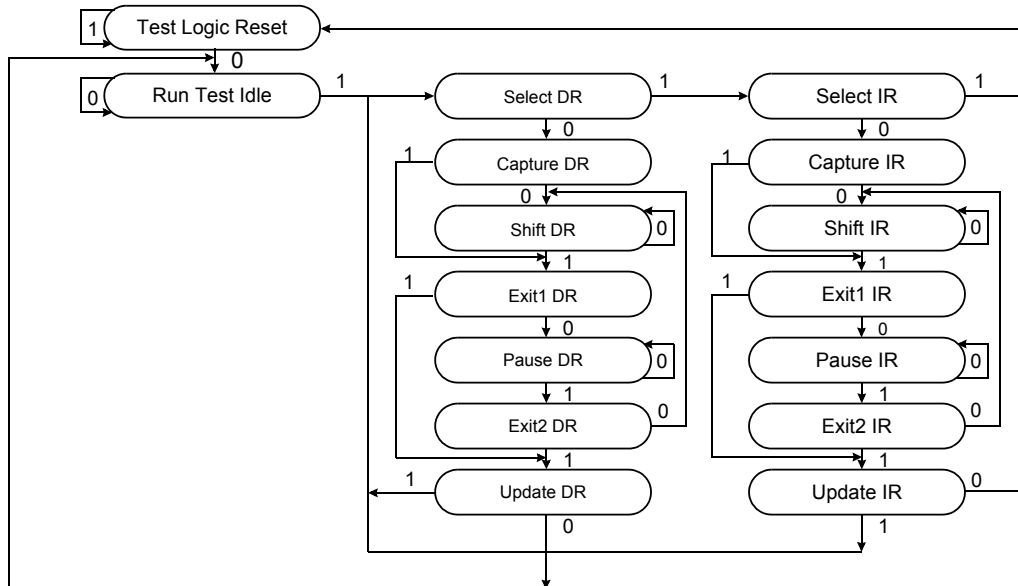 Test Logic Reset
1
0
Run Test Idle
0
1
Select DR
1
Select IR
1
0
0
Capture DR
1
Capture IR
1
0
0
Shift DR
0
Shift IR
0
1
1
Exit1 DR
1
Exit1 IR
1
0
0
Pause DR
0
Pause IR
0
1
1
Exit2 DR
0
Exit2 IR
0
1
1
Update DR
1
Update IR
0
0
1